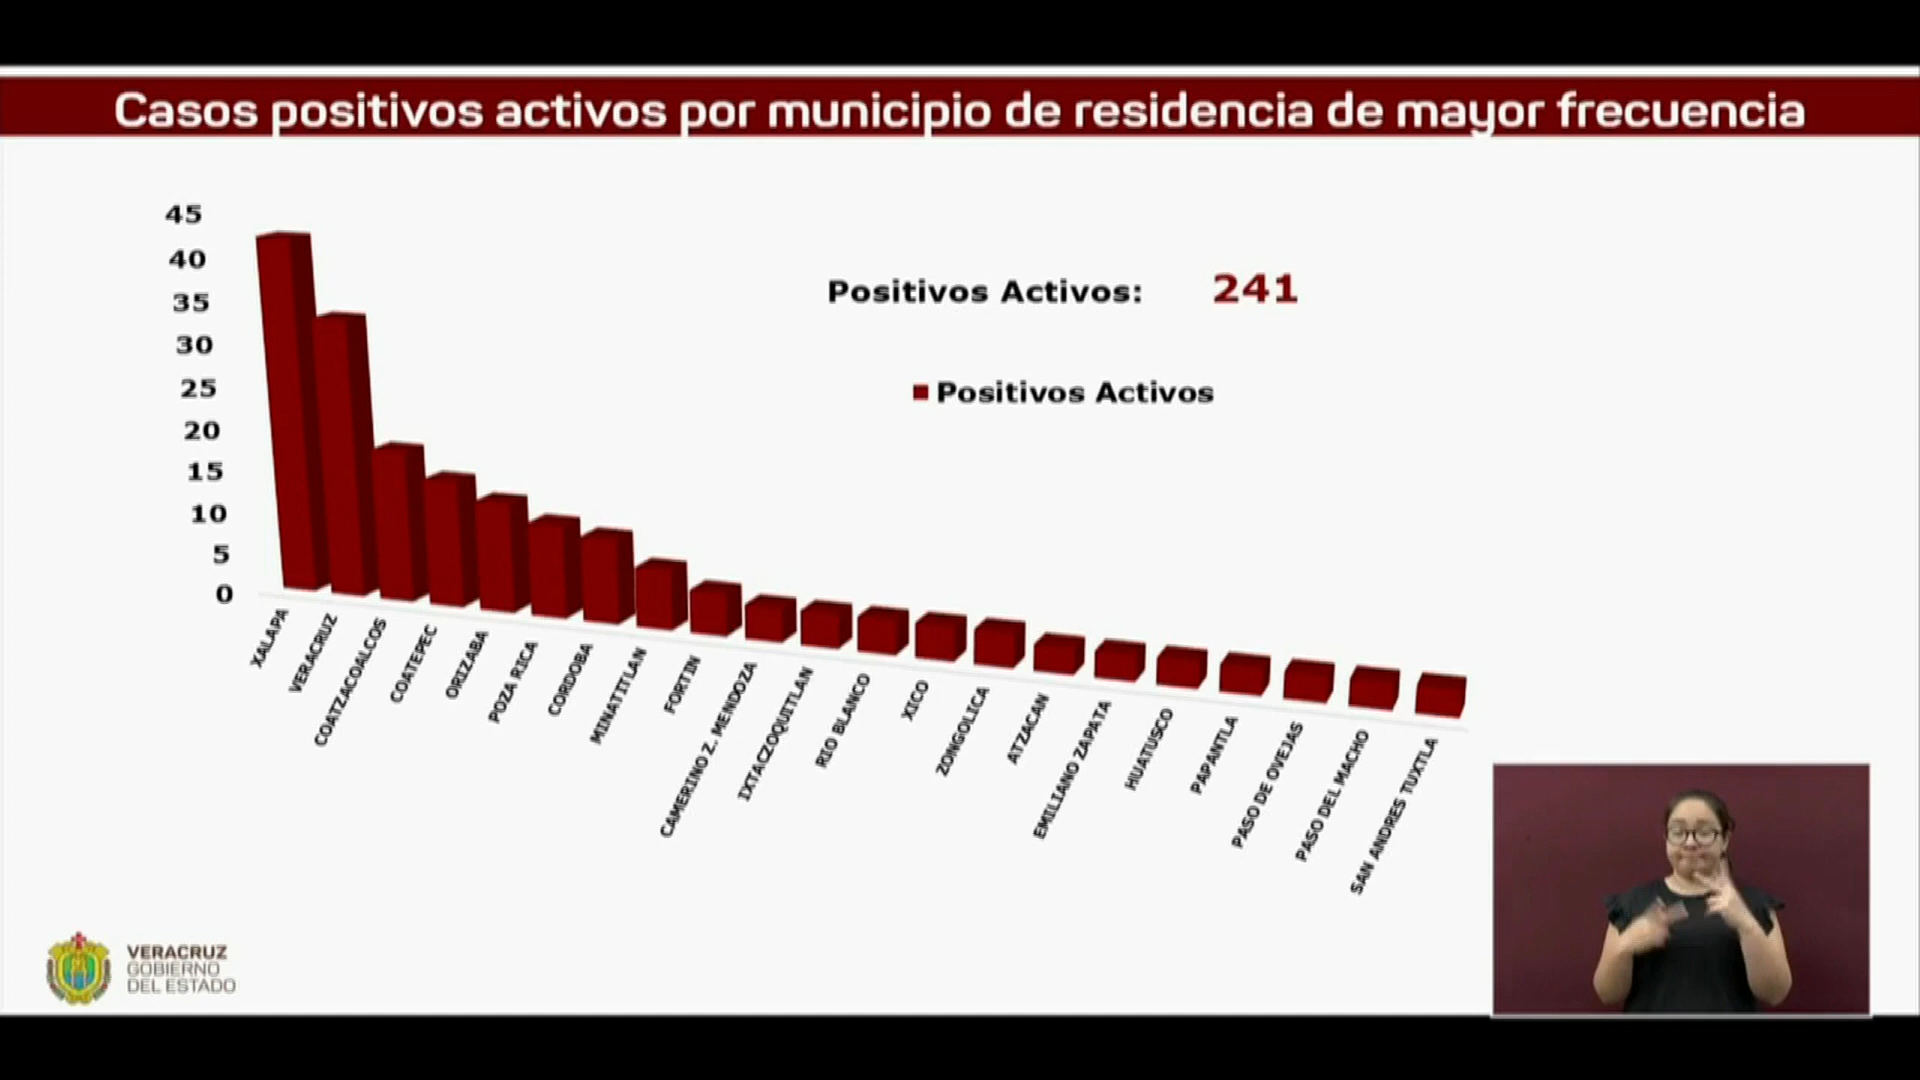 Casos positivos activos por municipio de residencia de mayor frecuencia
45
40
35
30
25
20
15
10
5
0
Positivos Activos: 241
Positivos Activos
XALAPA
VERACRUZ
COATZACOALCOS
COATEPEC
ORIZABA
POZA RICA
CORDOBA
MINATITLAN
FORTIN
CAMERINO Z. MENDOZA
IXTACZOQUITLAN
RIO BLANCO
XICO
ZONGOLICA
ATZACAN
EMILIANO ZAPATA
HUATUSCO
PAPANTLA
PASO DE OVEJAS
PASO DEL MACHO
SAN ANDRES TUXTLA
VERACRUZ
GOBIERNO
DEL ESTADO